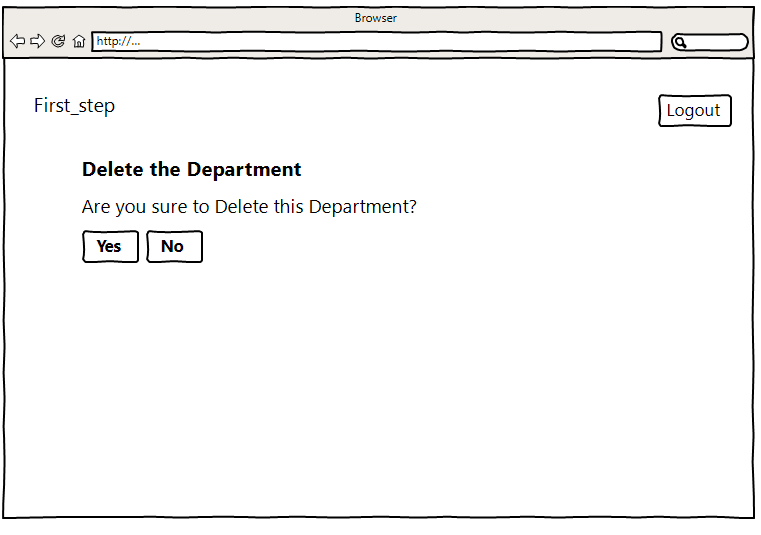 Browser
http://...
First_step
Logout
Delete the Department
Are you sure to Delete this Department?
Yes No